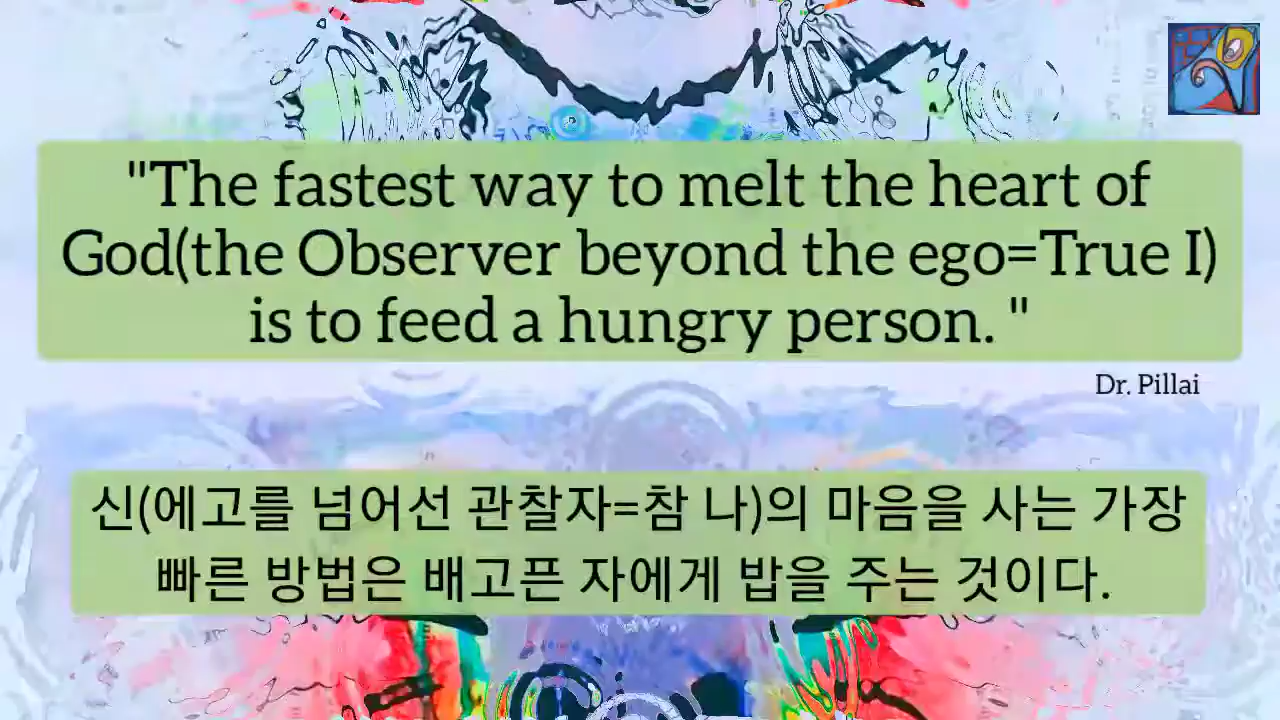 "The fastest way to melt the heart of
God(the Observer beyond the ego=True I)
is to feed a hungry person. "
Dr. Pillai
신(에고를 넘어선 관찰자=참 나)의 마음을 사는 가장
빠른 방법은 배고픈 자에게 밥을 주는 것이다.